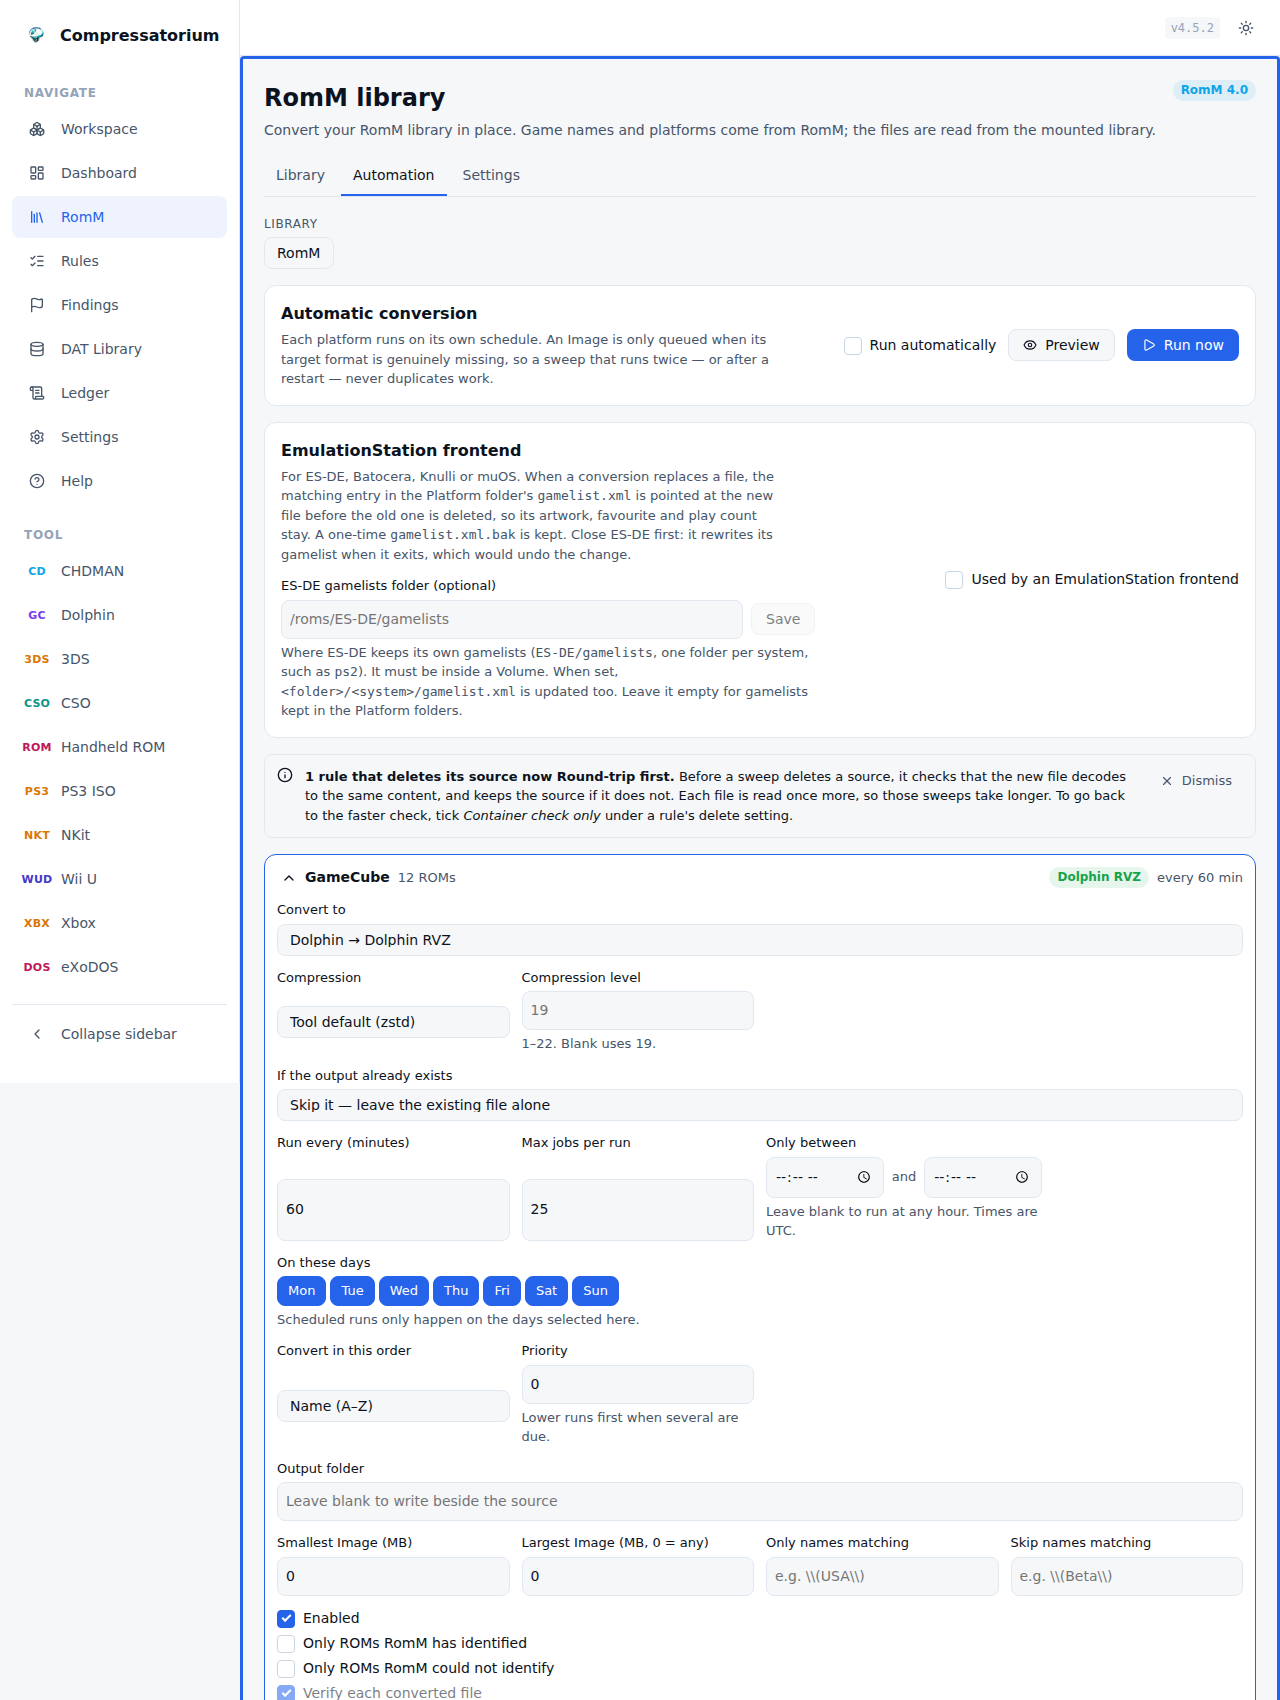 Compressatorium
v4.5.2
NAVIGATE
Workspace
Dashboard
RomM
Rules
Findings
DAT Library
Ledger
Settings
Help
TOOL
CD CHDMAN
GC Dolphin
3DS 3DS
CSO CSO
ROM Handheld ROM
PS3 PS3 ISO
NKT NKit
WUD Wii U
XBX Xbox
DOS eXoDOS
Collapse sidebar
RomM library
RomM 4.0
Convert your RomM library in place. Game names and platforms come from RomM; the files are read from the mounted library.
Library Automation Settings
LIBRARY
RomM
Automatic conversion
Each platform runs on its own schedule. An Image is only queued when its
target format is genuinely missing, so a sweep that runs twice — or after a
restart — never duplicates work.
Run automatically Preview Run now
EmulationStation frontend
For ES-DE, Batocera, Knulli or muOS. When a conversion replaces a file, the
matching entry in the Platform folder's gamelist.xml is pointed at the new
file before the old one is deleted, so its artwork, favourite and play count
stay. A one-time gamelist.xml.bak is kept. Close ES-DE first: it rewrites its
gamelist when it exits, which would undo the change.
ES-DE gamelists folder (optional)
/roms/ES-DE/gamelists Save
Where ES-DE keeps its own gamelists (ES-DE/gamelists, one folder per system,
such as ps2). It must be inside a Volume. When set,
<folder>/<system>/gamelist.xml is updated too. Leave it empty for gamelists
kept in the Platform folders.
Used by an EmulationStation frontend
1 rule that deletes its source now Round-trip first. Before a sweep deletes a source, it checks that the new file decodes
to the same content, and keeps the source if it does not. Each file is read once more, so those sweeps take longer. To go back
to the faster check, tick Container check only under a rule's delete setting.
Dismiss
GameCube 12 ROMs Dolphin RVZ every 60 min
Convert to
Dolphin → Dolphin RVZ
Compression Compression level
Tool default (zstd) 19
1–22. Blank uses 19.
If the output already exists
Skip it — leave the existing file alone
Run every (minutes) Max jobs per run Only between
60 25 --:-- -- and --:-- --
Leave blank to run at any hour. Times are
UTC.
On these days
Mon Tue Wed Thu Fri Sat Sun
Scheduled runs only happen on the days selected here.
Convert in this order Priority
Name (A–Z) 0
Lower runs first when several are
due.
Output folder
Leave blank to write beside the source
Smallest Image (MB) Largest Image (MB, 0 = any) Only names matching Skip names matching
0 0 e.g. \\(USA\\) e.g. \\(Beta\\)
Enabled
Only ROMs RomM has identified
Only ROMs RomM could not identify
Verify each converted file